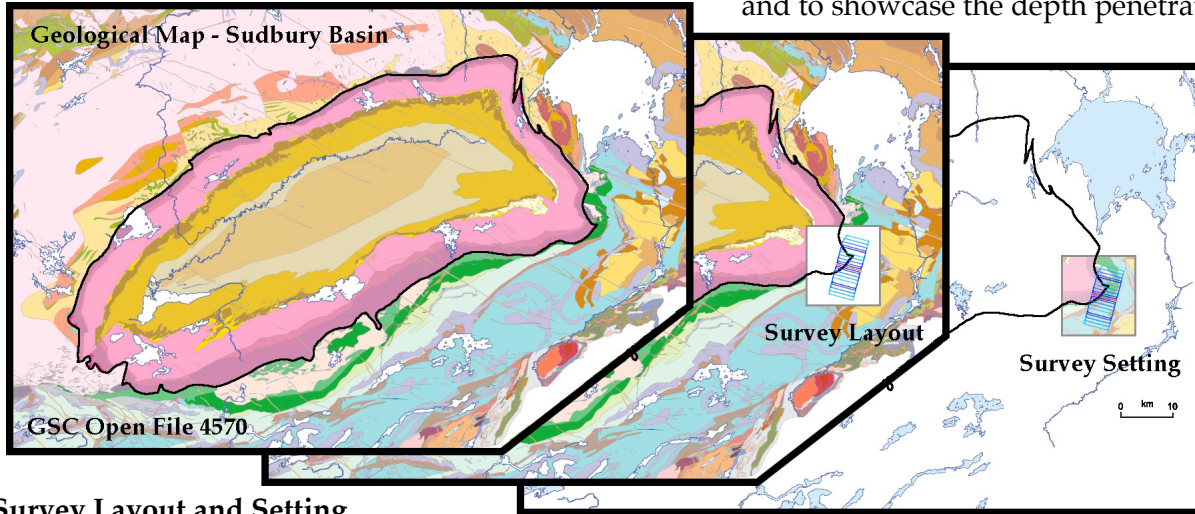 and to showcase the depth penetra
Geological Map - Sudbury Basin
Survey Layout
Survey Setting
0 km 10
GSC Open File 4570
Survey Layout and Setting